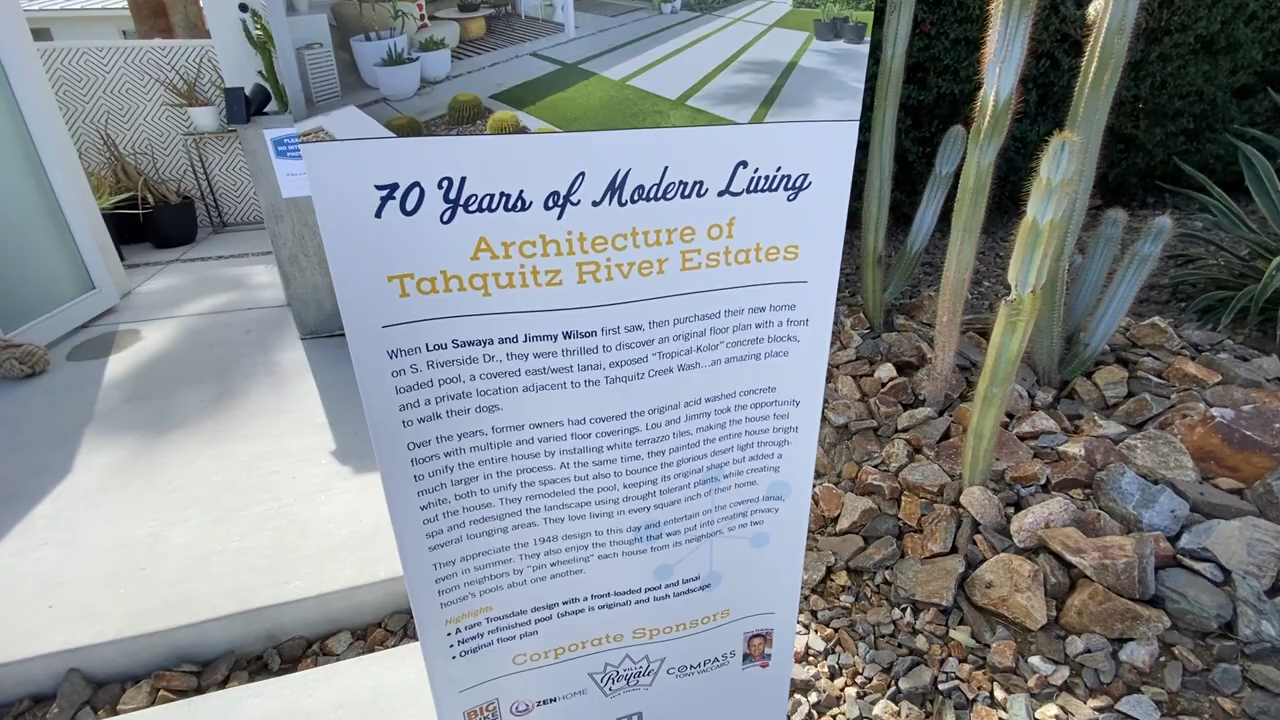 PLEASE
70 Years of Modern Living
Architecture of
Tahquitz River Estates
When Lou Sawaya and Jimmy Wilson first saw, then purchased their new home
on S. Riverside Dr., they were thrilled to discover an original floor plan with a front
loaded pool, a covered east/west lanai, exposed “Tropical-Kolor” concrete blocks,
and a private location adjacent to the Tahquitz Creek Wash...an amazing place
to walk their dogs.
Over the years, former owners had covered the original acid washed concrete
floors with multiple and varied floor coverings. Lou and Jimmy took the opportunity
to unify the entire house by installing white terrazzo tiles, making the house feel
much larger in the process. At the same time, they painted the entire house bright
white, both to unify the spaces but also to bounce the glorious desert light through-
out the house. They remodeled the pool, keeping its original shape but added a
spa and redesigned the landscape using drought tolerant plants, while creating
several lounging areas. They love living in every square inch of their home.
They appreciate the 1948 design to this day and entertain on the covered lanai,
even in summer. They also enjoy the thought that was put into creating privacy
from neighbors by “pin wheeling” each house from its neighbors, so no two
house's pools abut one another.
Highlights
• A rare Trousdale design with a front-loaded pool and lanai
• Newly refinished pool (shape is original) and lush landscape
• Original floor plan
Corporate Sponsors
BIG
ZENHOME
VILLA
Royale
COMPASS
TONY VACCARO